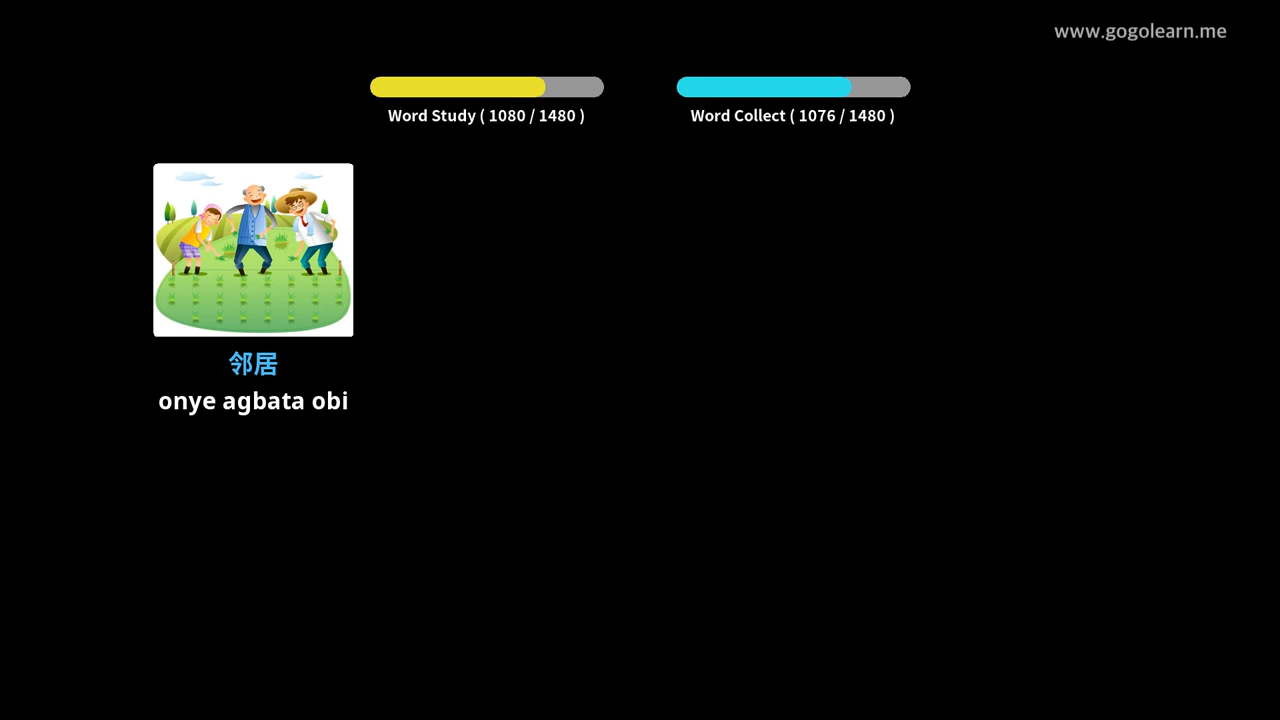 www.gogolearn.me
Word Study ( 1080 / 1480 )
Word Collect ( 1076 / 1480 )
邻居
onye agbata obi